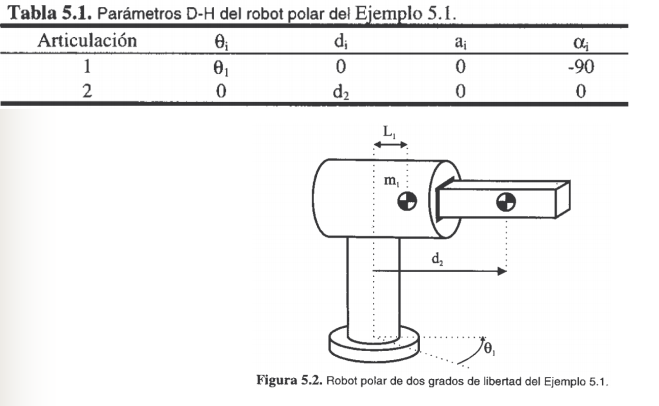 Tabla 5.1. Parámetros D-H del robot polar del Ejemplo 5.1.
Articulación θi di ai αi
1 θ1 0 0 -90
2 0 d2 0 0
L1
m1
d2
θ1
Figura 5.2. Robot polar de dos grados de libertad del Ejemplo 5.1.